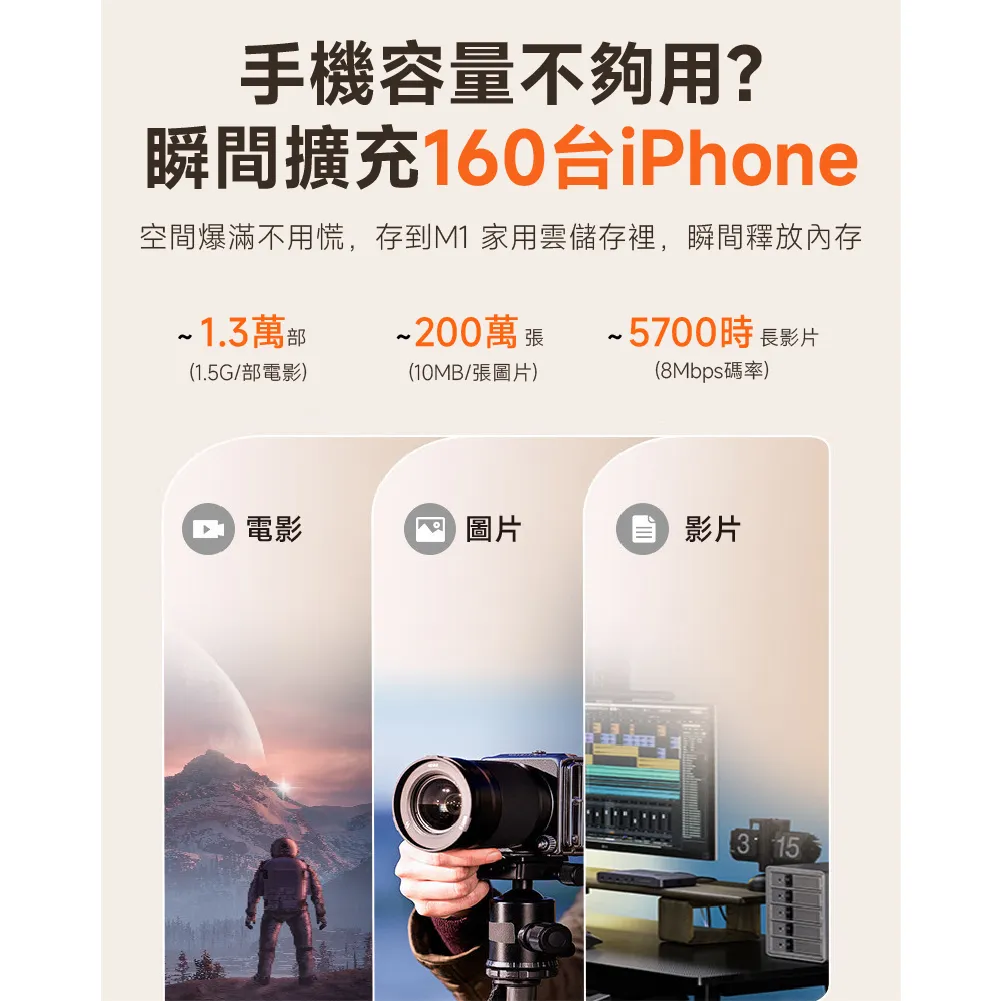 手機容量不夠用?
瞬間擴充160台iPhone
空間爆滿不用慌，存到M1 家用雲儲存裡，瞬間釋放內存
~ 1.3萬部
(1.5G/部電影)
~200萬 張
(10MB/張圖片)
~ 5700時 長影片
(8Mbps碼率)
電影
圖片
影片
3 15